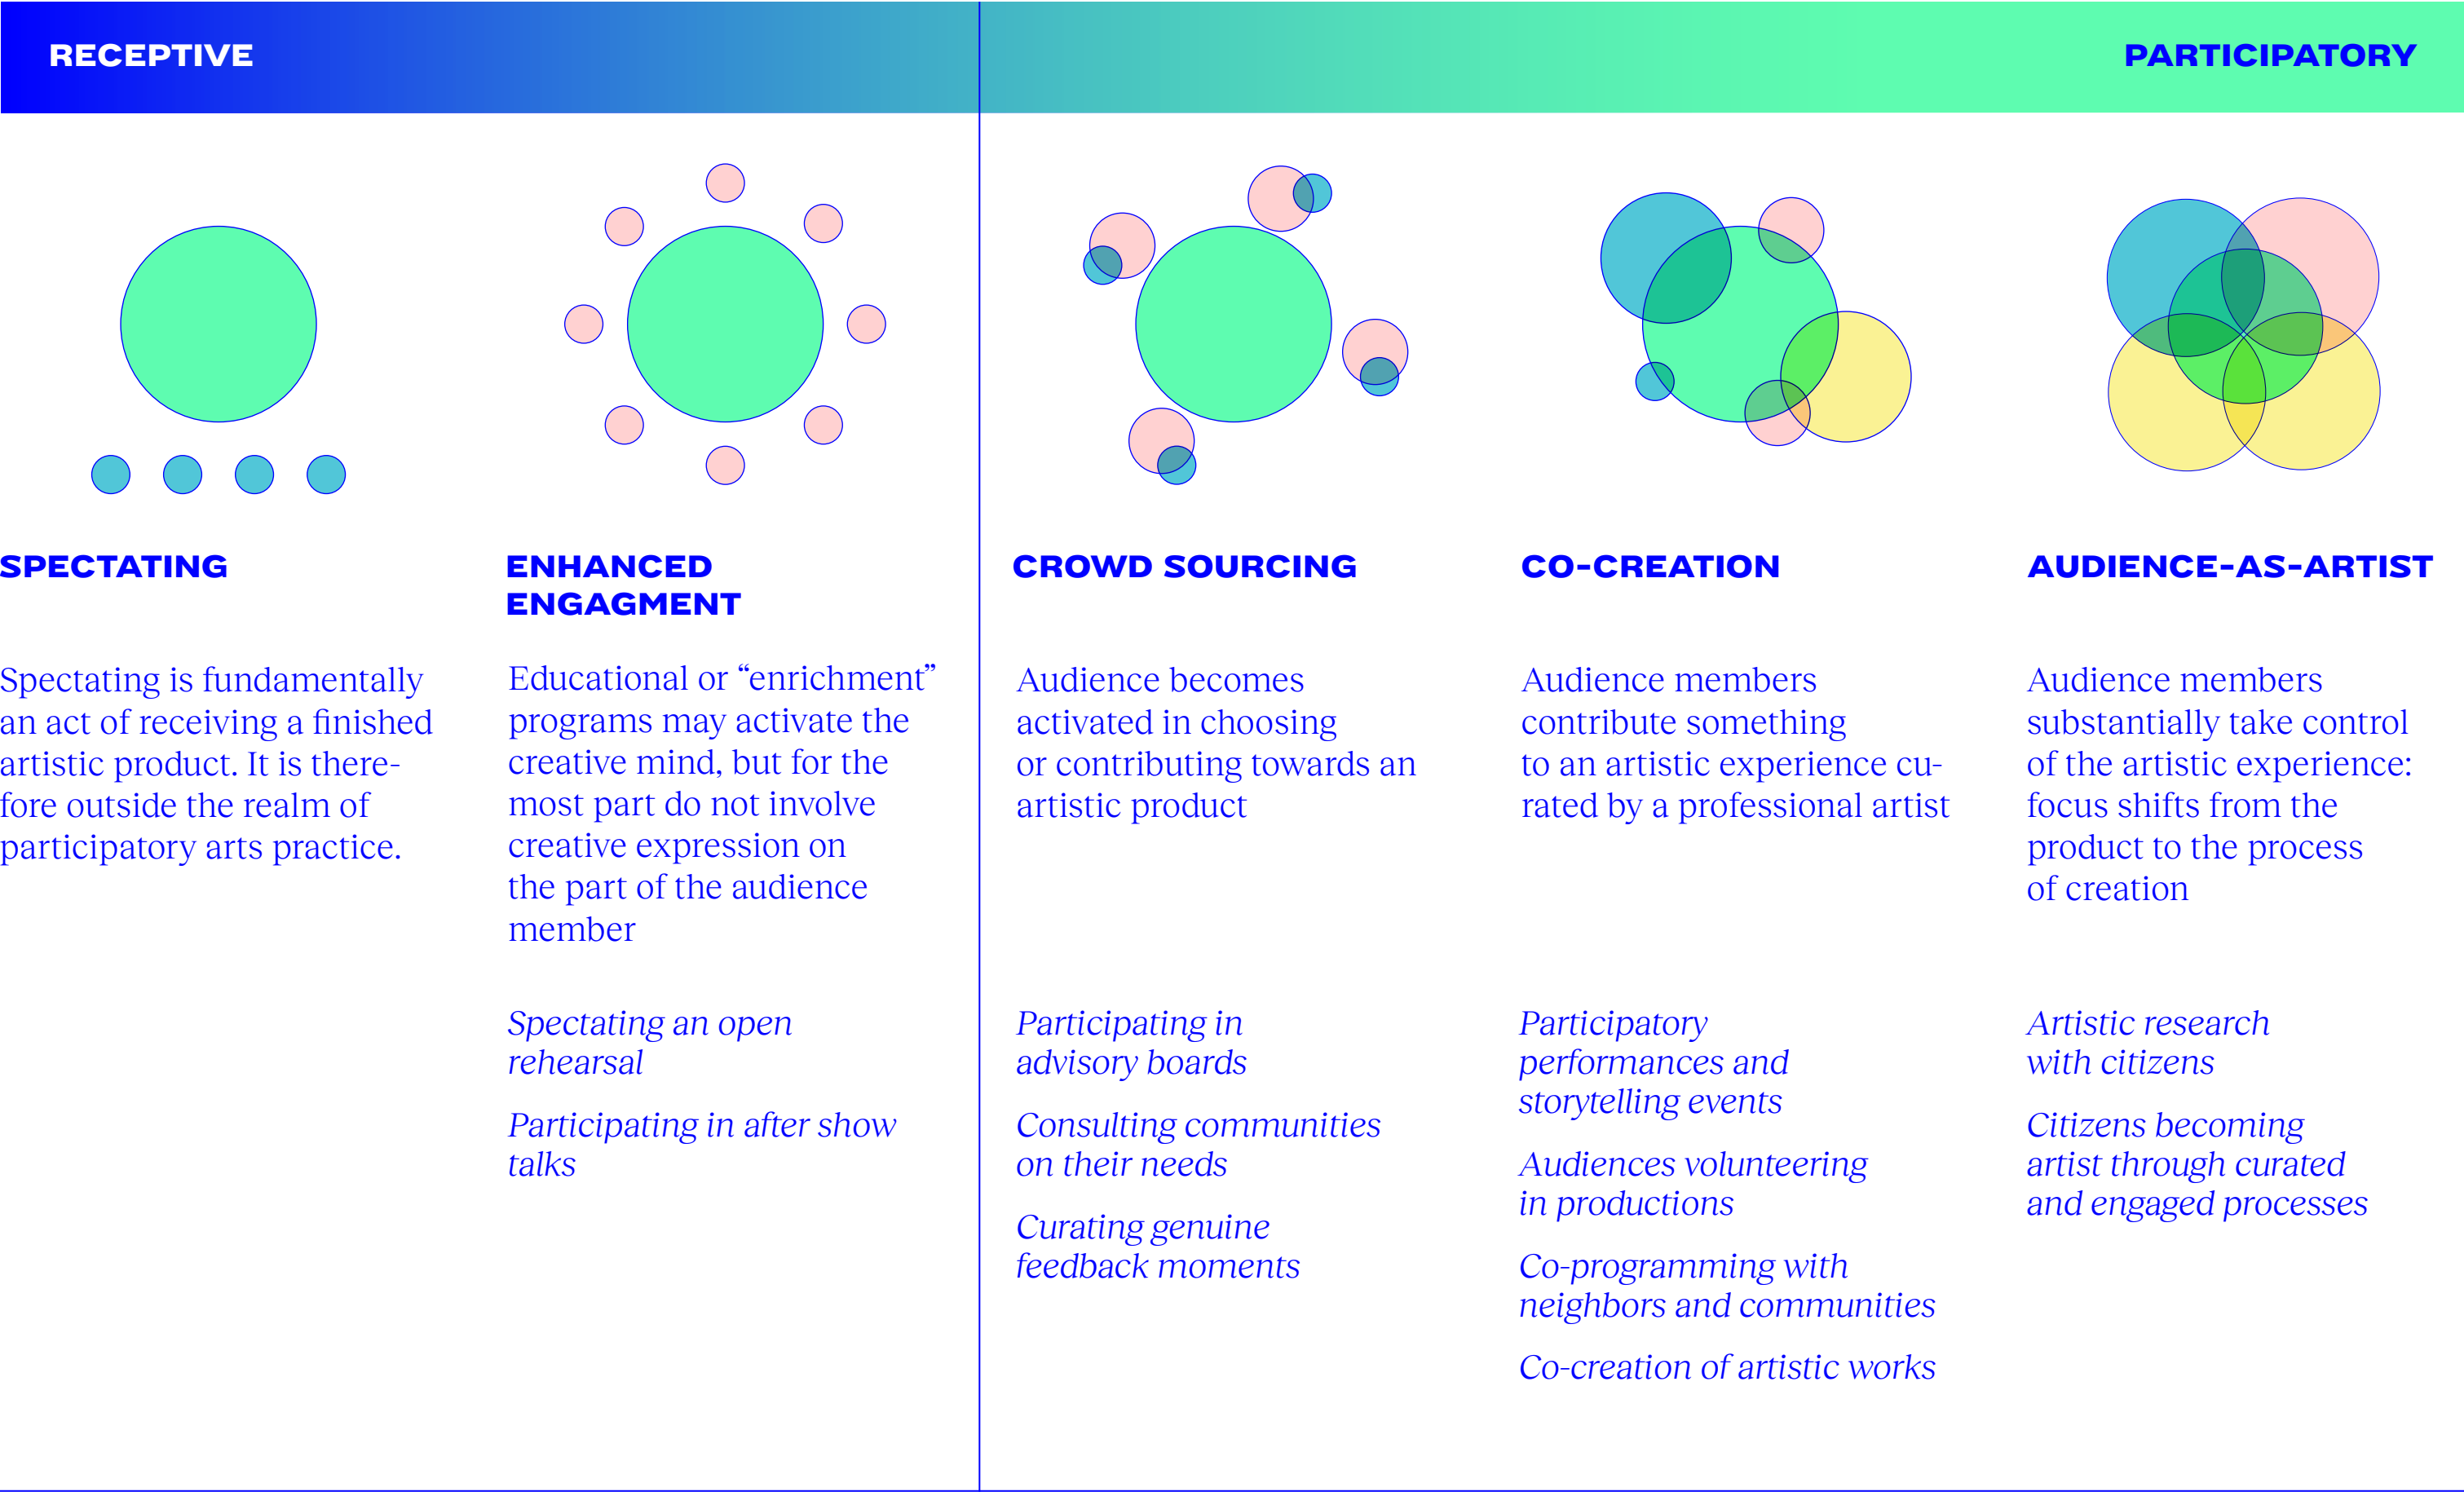 RECEPTIVE
PARTICIPATORY
SPECTATING
Spectating is fundamentally
an act of receiving a finished
artistic product. It is there-
fore outside the realm of
participatory arts practice.
ENHANCED
ENGAGMENT
Educational or “enrichment”
programs may activate the
creative mind, but for the
most part do not involve
creative expression on
the part of the audience
member
Spectating an open
rehearsal
Participating in after show
talks
CROWD SOURCING
Audience becomes
activated in choosing
or contributing towards an
artistic product
Participating in
advisory boards
Consulting communities
on their needs
Curating genuine
feedback moments
CO-CREATION
Audience members
contribute something
to an artistic experience cu-
rated by a professional artist
Participatory
performances and
storytelling events
Audiences volunteering
in productions
Co-programming with
neighbors and communities
Co-creation of artistic works
AUDIENCE-AS-ARTIST
Audience members
substantially take control
of the artistic experience:
focus shifts from the
product to the process
of creation
Artistic research
with citizens
Citizens becoming
artist through curated
and engaged processes